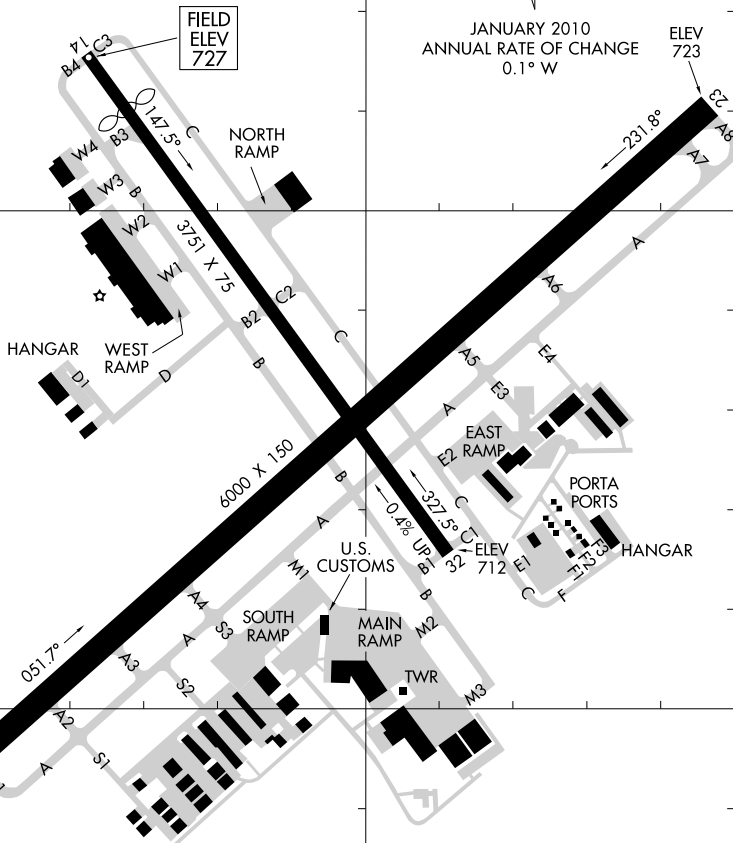 FIELD
ELEV
727
JANUARY 2010
ANNUAL RATE OF CHANGE
0.1° W
ELEV
723
14
C3
B4
23
A8
A7
147.5°
C
B3
W4
NORTH
RAMP
231.8°
W3
B
W2
3751 X 75
A
W1
A6
C2
B2
C
HANGAR
WEST
RAMP
D1
D
B
A5
E4
E3
A
EAST
RAMP
E2
6000 X 150
B
327.5°
C
PORTA
PORTS
A
0.4% UP
C1
U.S.
CUSTOMS
B1
32
ELEV
712
E1
F3
F2
F1
HANGAR
M1
C
F
B
A4
S3
SOUTH
RAMP
MAIN
RAMP
M2
051.7°
A
A3
S2
TWR
M3
A2
S1
A